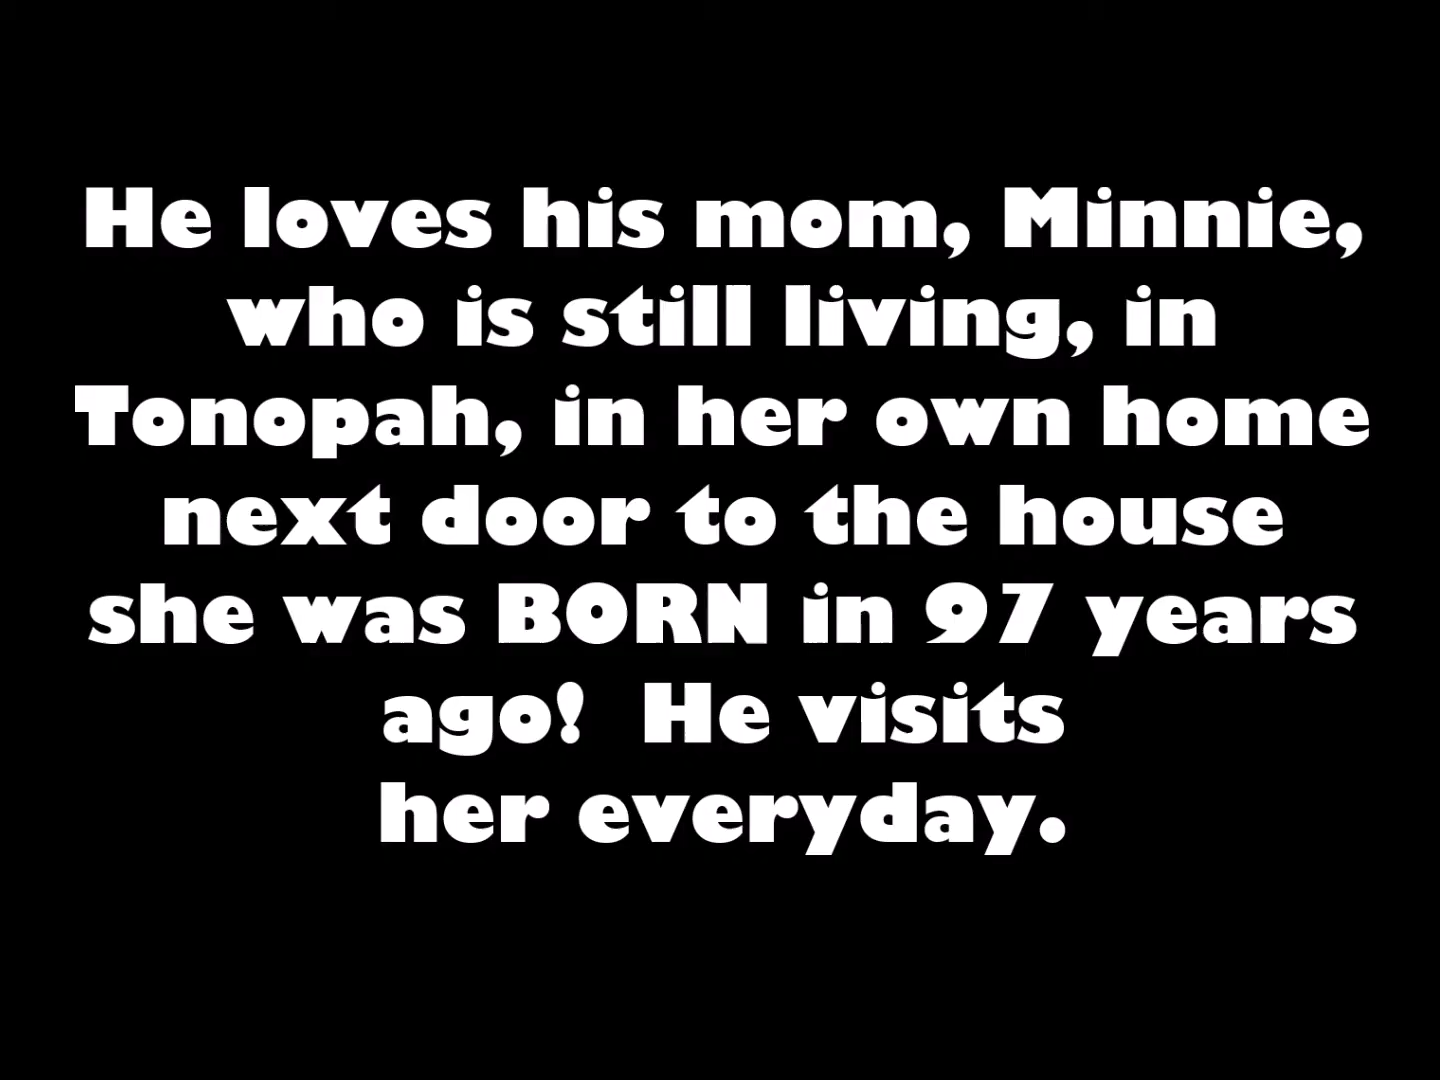 He loves his mom, Minnie,
who is still living, in
Tonopah, in her own home
next door to the house
she was BORN in 97 years
ago!  He visits
her everyday.